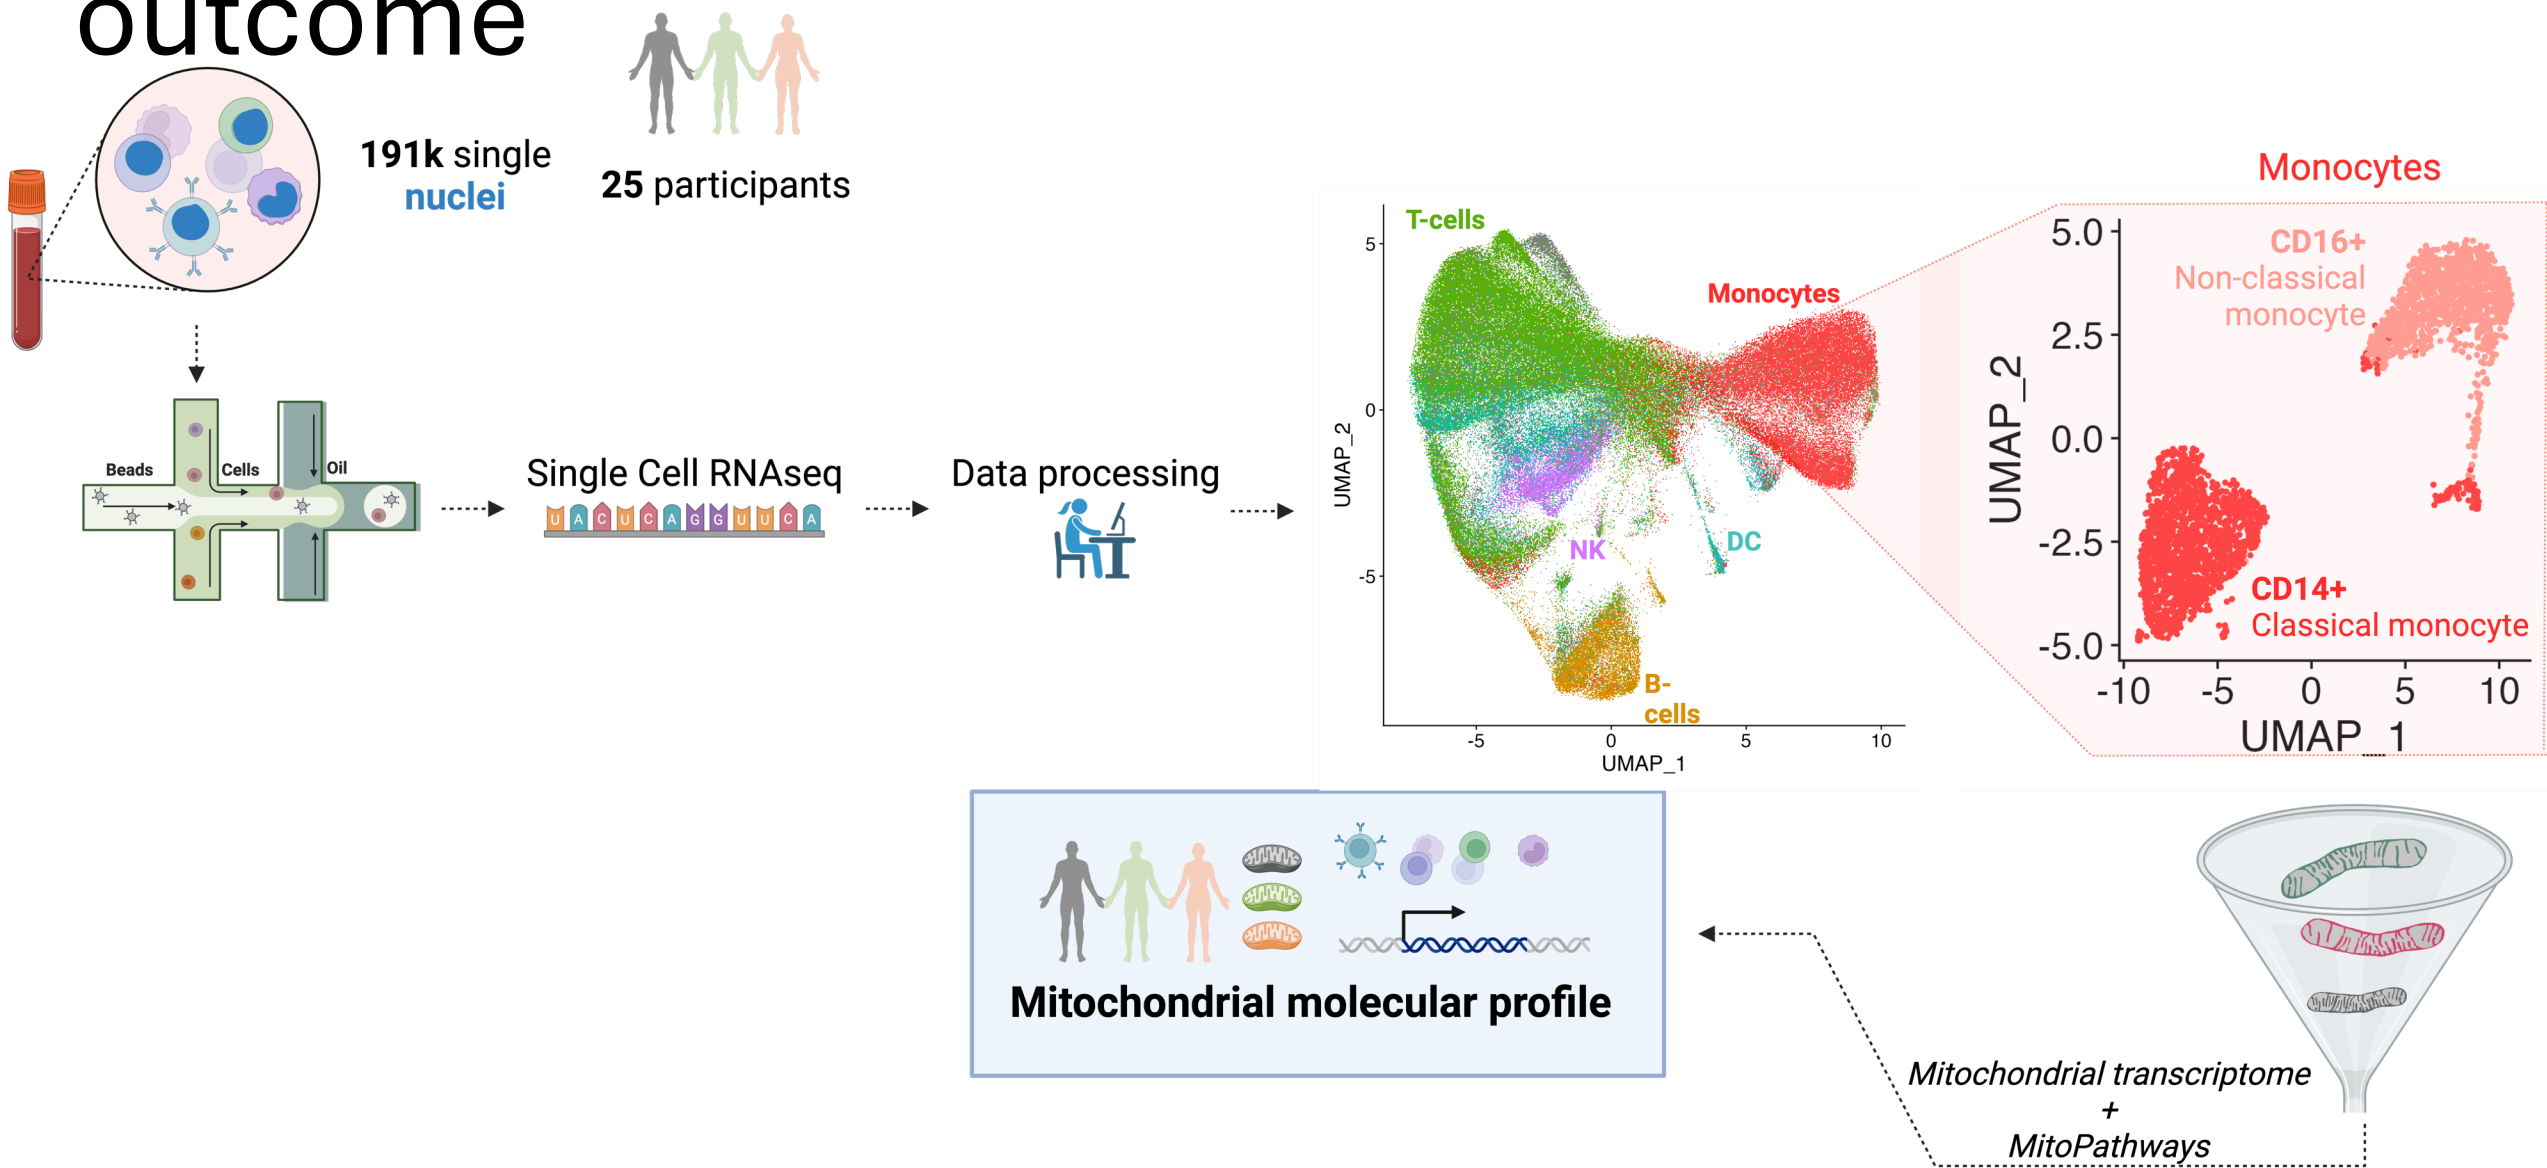 outcome
191k single
nuclei
25 participants
Beads
Cells
Oil
Single Cell RNAseq
U A C U C A G G U U C A
Data processing
T-cells
Monocytes
NK
DC
B-
cells
5
0
-5
UMAP_2
-5 0 5 10
UMAP_1
Monocytes
CD16+
Non-classical
monocyte
CD14+
Classical monocyte
5.0
2.5
0.0
-2.5
-5.0
UMAP_2
-10 -5 0 5 10
UMAP_1
Mitochondrial molecular profile
Mitochondrial transcriptome
+
MitoPathways